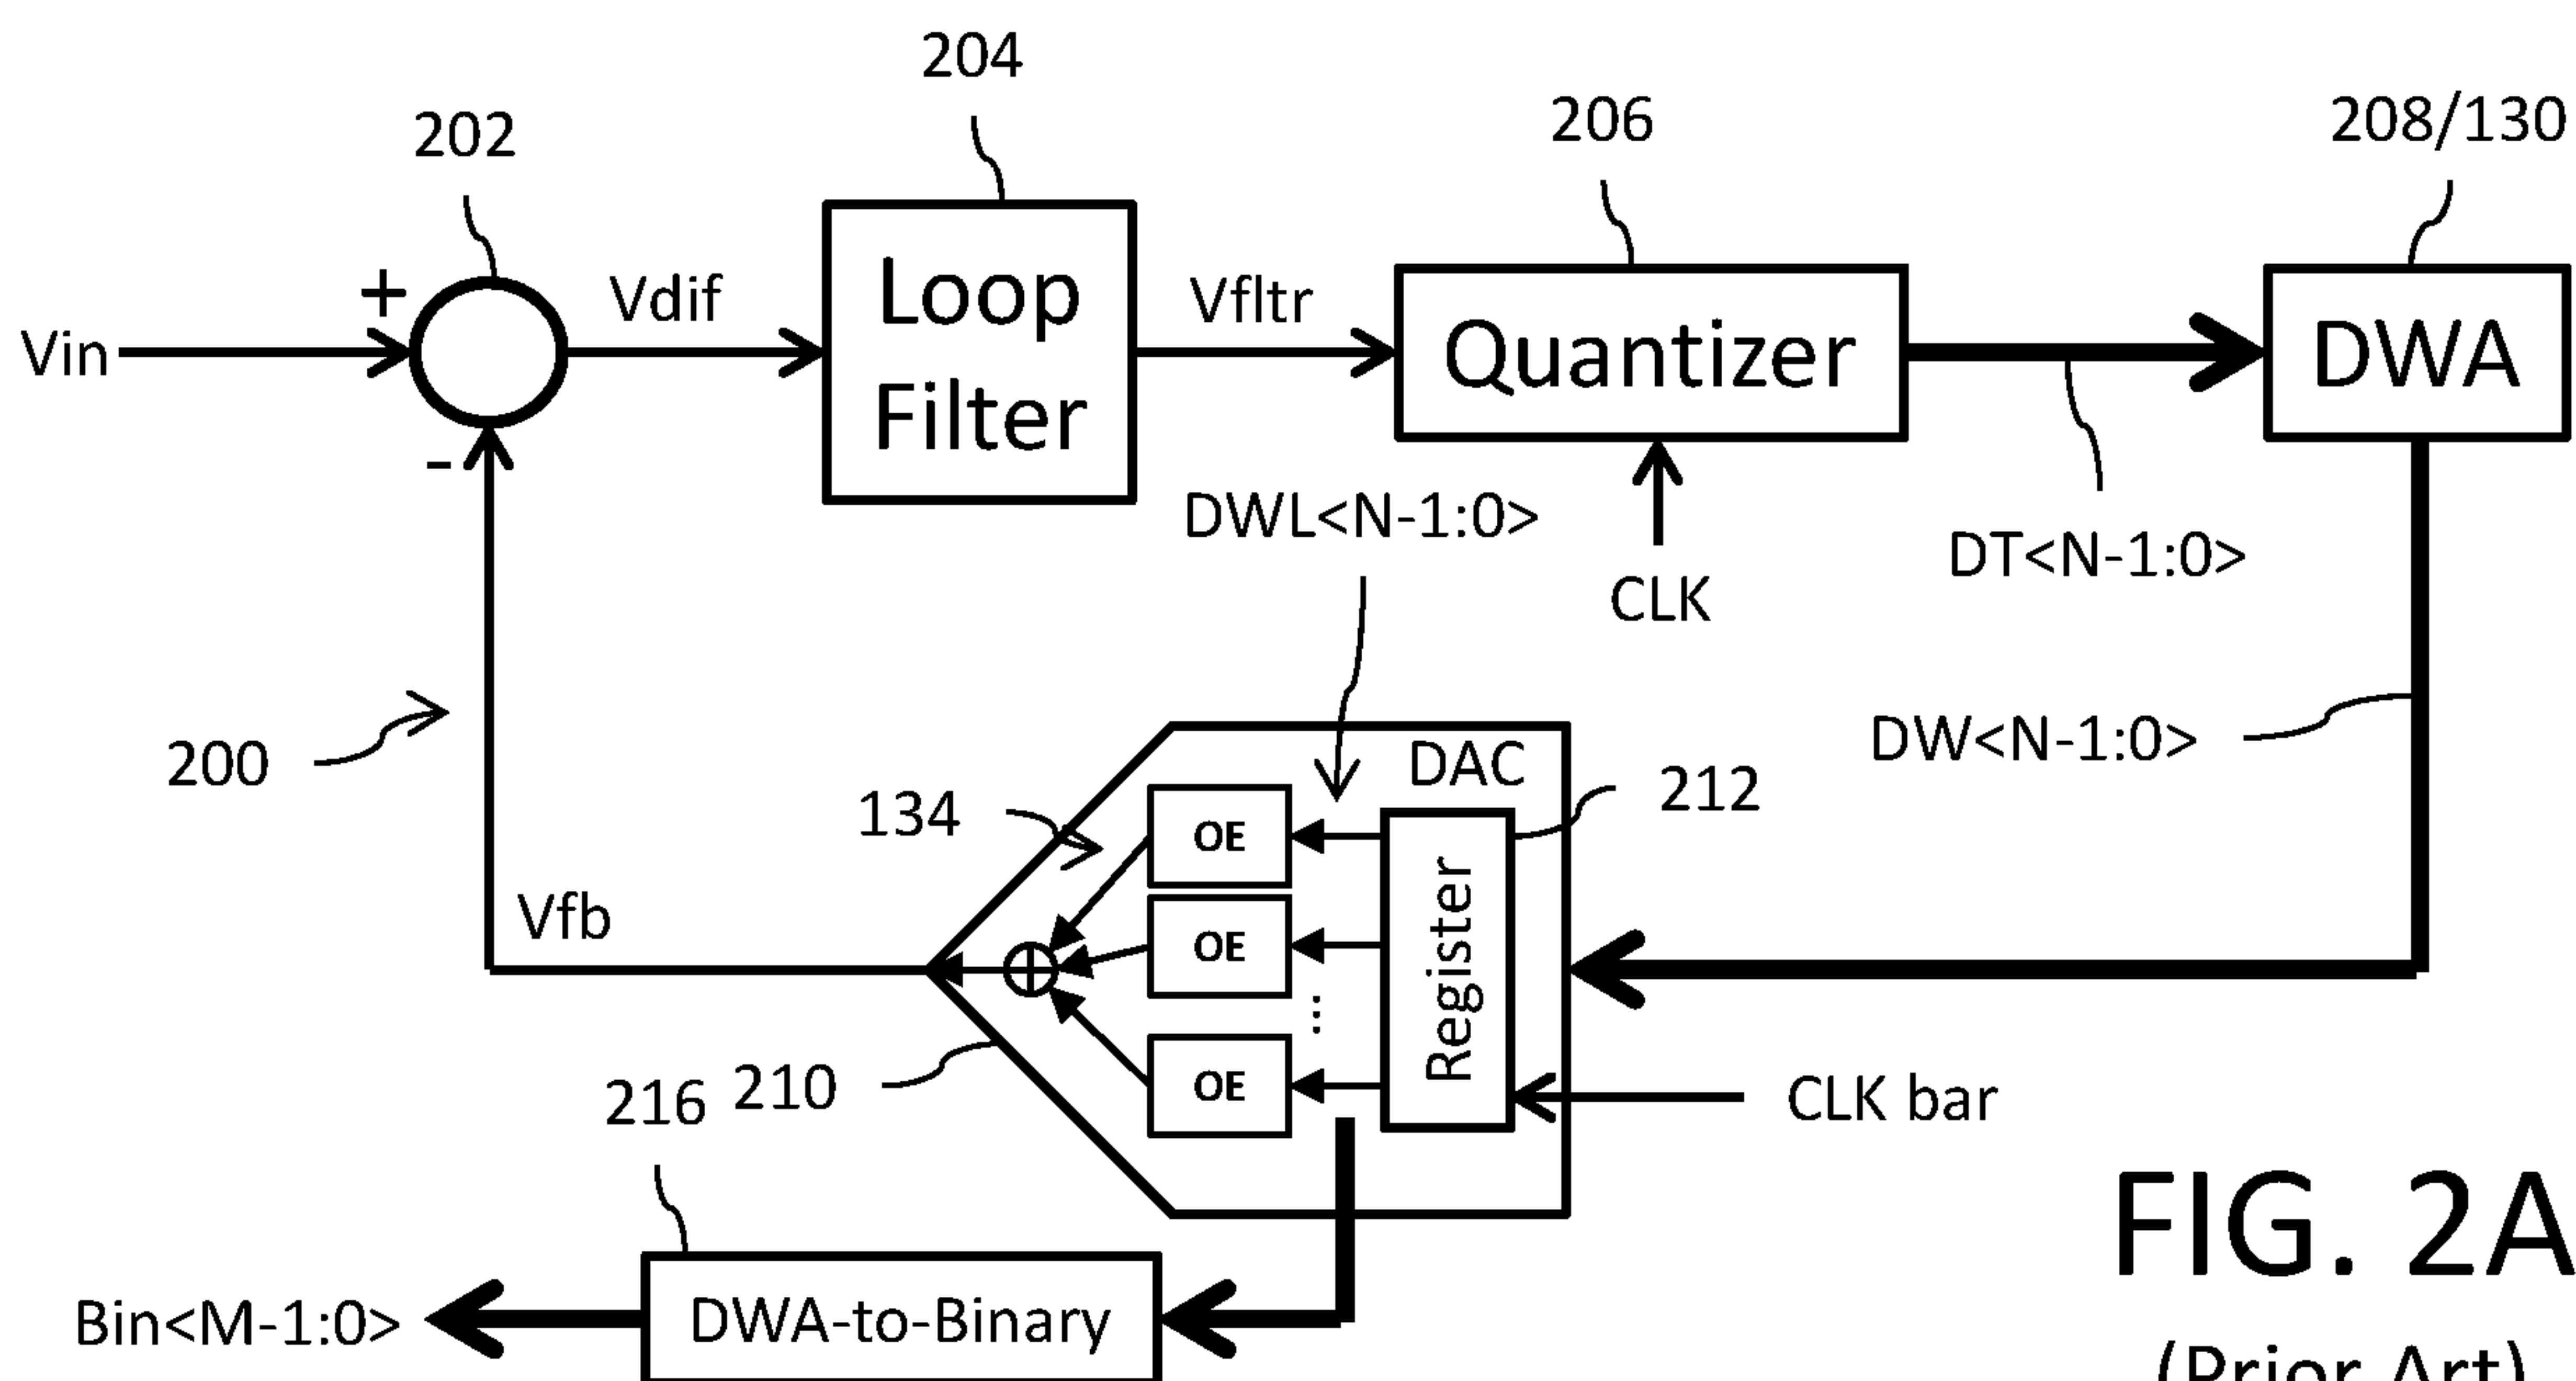 204
202
206
208/130
+
Vdif
Vfltr
Vin
Loop
Filter
Quantizer
DWA
-
DWL<N-1:0>
CLK
DT<N-1:0>
200
DW<N-1:0>
DAC
212
134
OE
OE
...
OE
Register
Vfb
216
210
CLK bar
FIG. 2A
Bin<M-1:0>
DWA-to-Binary
(Prior Art)